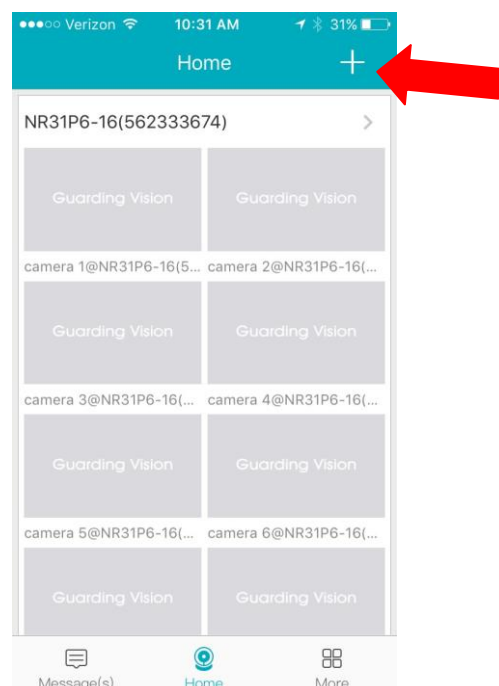 Verizon 10:31 AM 31%
Home
NR31P6-16(562333674)
Guarding Vision Guarding Vision
camera 1@NR31P6-16(5... camera 2@NR31P6-16(...
Guarding Vision Guarding Vision
camera 3@NR31P6-16(... camera 4@NR31P6-16(...
Guarding Vision Guarding Vision
camera 5@NR31P6-16(... camera 6@NR31P6-16(...
Guarding Vision Guarding Vision
Message(s) Home More